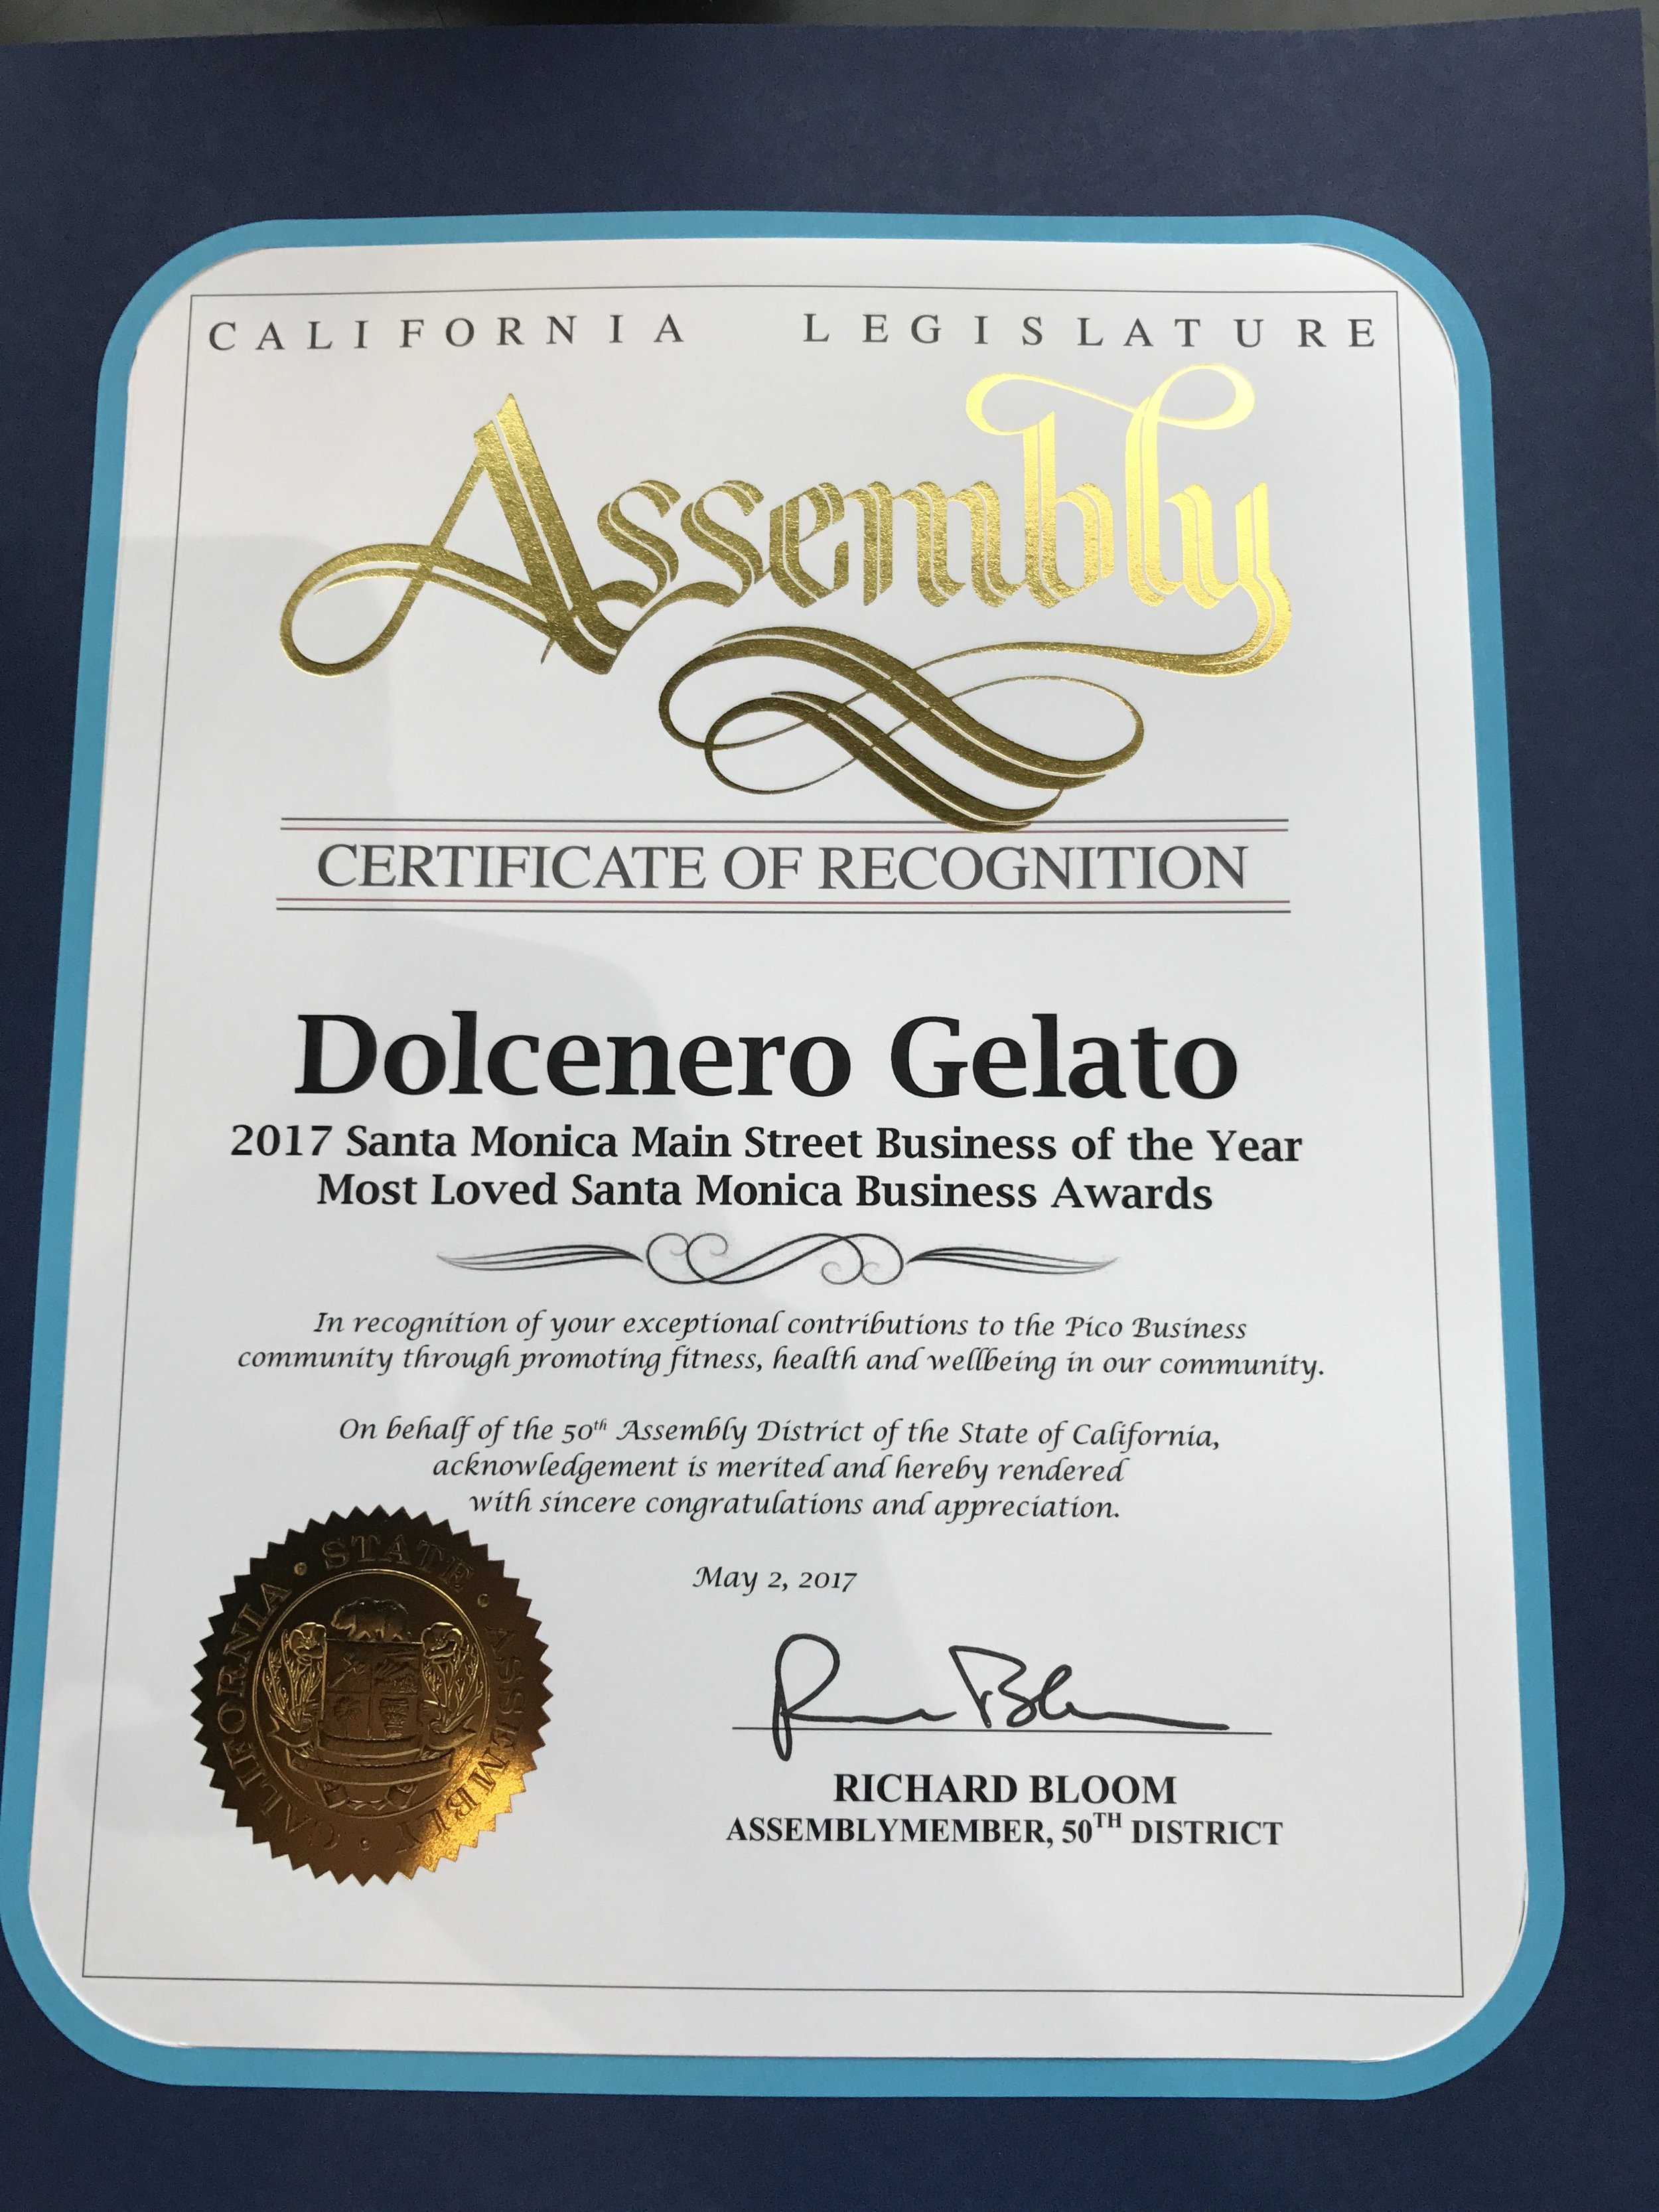 CALIFORNIA LEGISLATURE
Assembly
CERTIFICATE OF RECOGNITION
Dolcenero Gelato
2017 Santa Monica Main Street Business of the Year
Most Loved Santa Monica Business Awards
In recognition of your exceptional contributions to the Pico Business
community through promoting fitness, health and wellbeing in our community.
On behalf of the 50th Assembly District of the State of California,
acknowledgement is merited and hereby rendered
with sincere congratulations and appreciation.
May 2, 2017
CALIFORNIA · STATE · ASSEMBLY ·
RICHARD BLOOM
ASSEMBLYMEMBER, 50TH DISTRICT